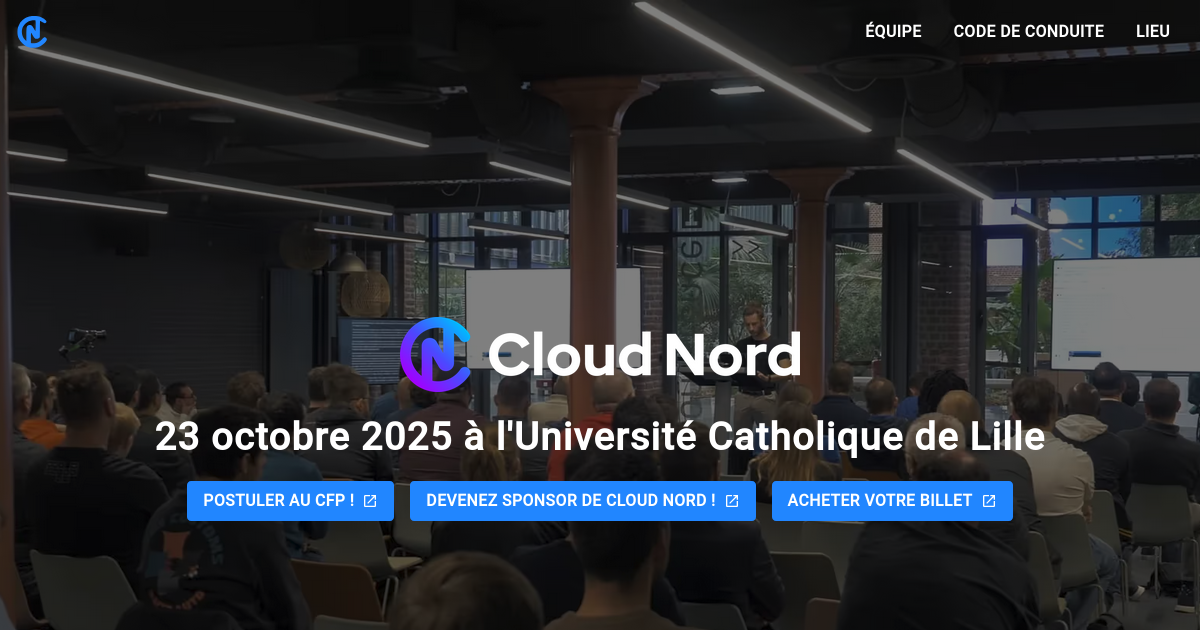 ÉQUIPE CODE DE CONDUITE LIEU
Cloud Nord
23 octobre 2025 à l'Université Catholique de Lille
POSTULER AU CFP ! DEVENEZ SPONSOR DE CLOUD NORD ! ACHETER VOTRE BILLET